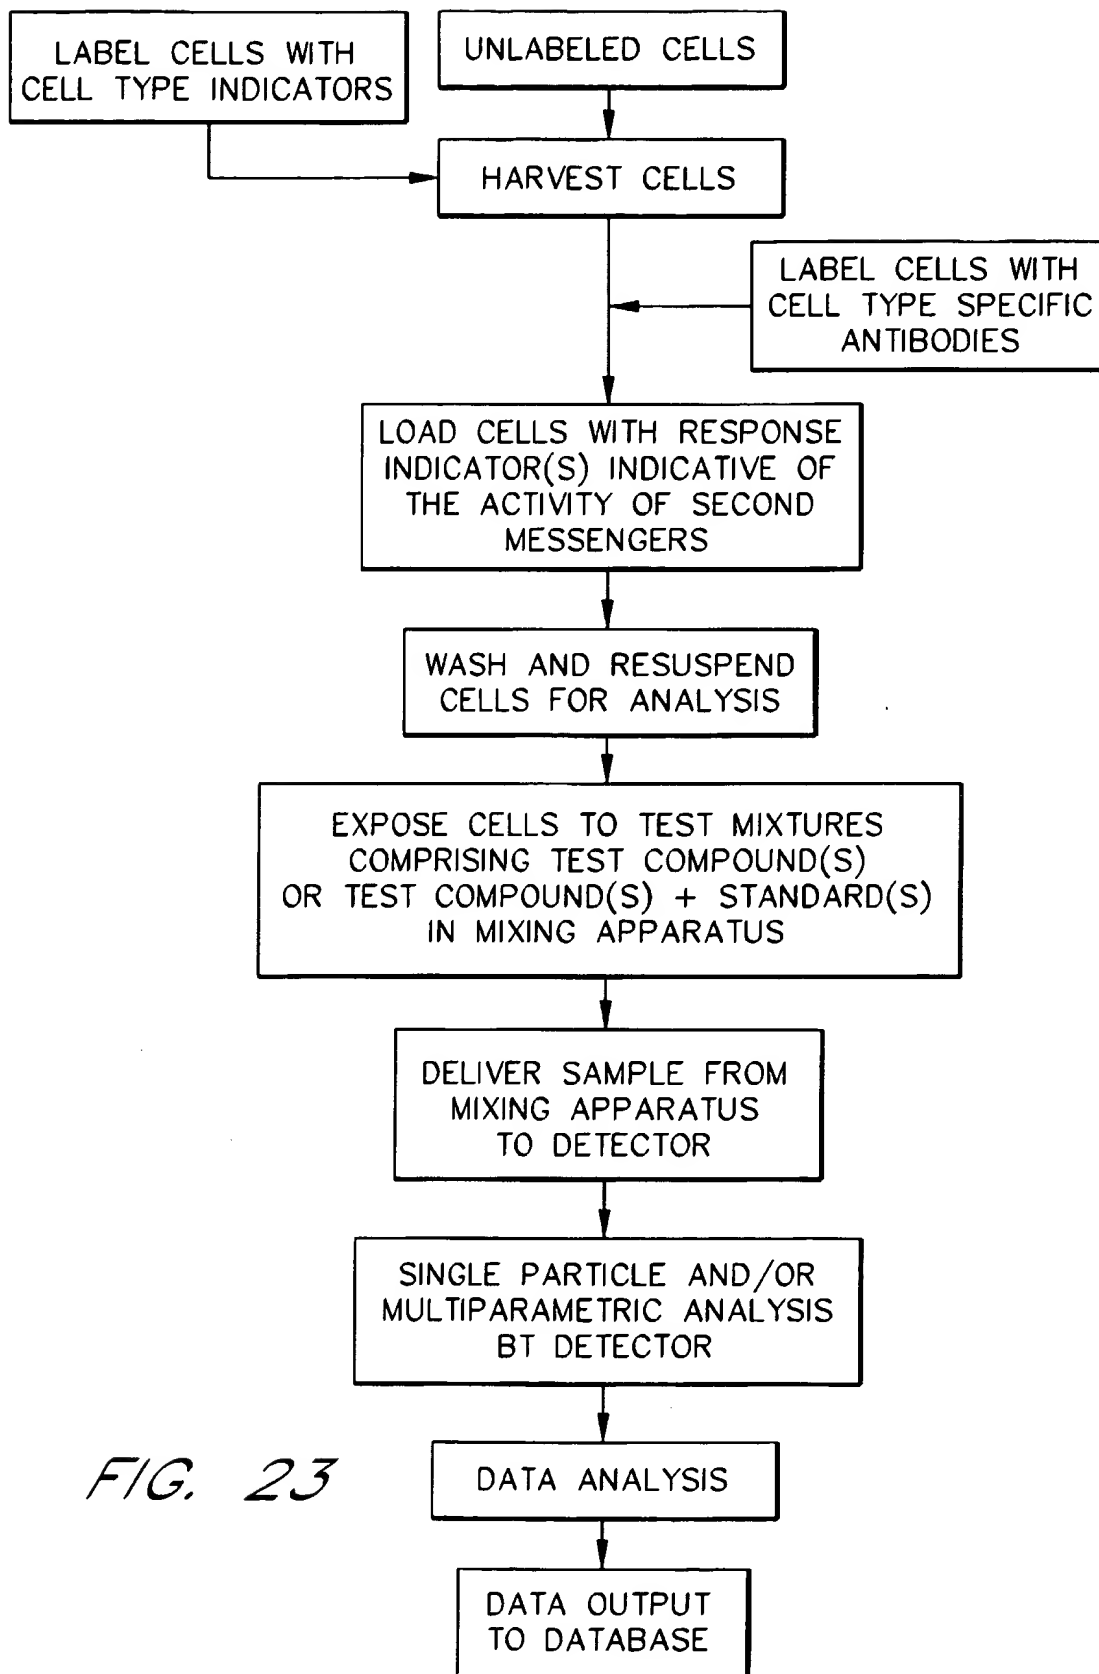 LABEL CELLS WITH
CELL TYPE INDICATORS
UNLABELED CELLS
HARVEST CELLS
LABEL CELLS WITH
CELL TYPE SPECIFIC
ANTIBODIES
LOAD CELLS WITH RESPONSE
INDICATOR(S) INDICATIVE OF
THE ACTIVITY OF SECOND
MESSENGERS
WASH AND RESUSPEND
CELLS FOR ANALYSIS
EXPOSE CELLS TO TEST MIXTURES
COMPRISING TEST COMPOUND(S)
OR TEST COMPOUND(S) + STANDARD(S)
IN MIXING APPARATUS
DELIVER SAMPLE FROM
MIXING APPARATUS
TO DETECTOR
SINGLE PARTICLE AND/OR
MULTIPARAMETRIC ANALYSIS
BT DETECTOR
FIG. 23
DATA ANALYSIS
DATA OUTPUT
TO DATABASE